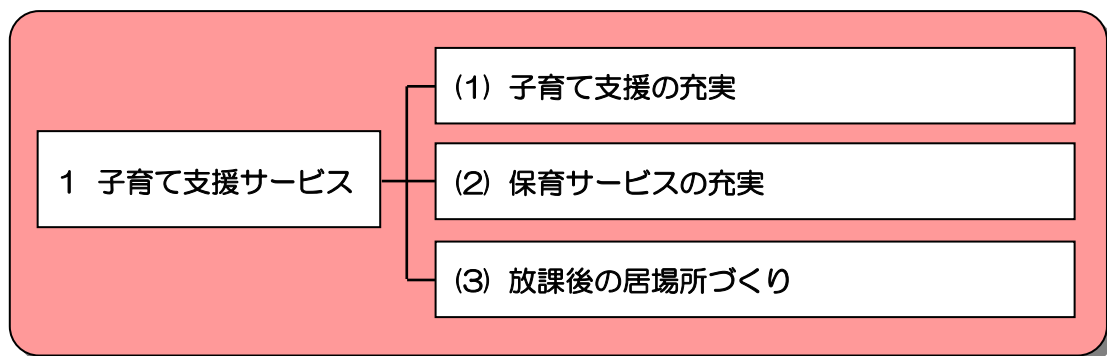 1 子育て支援サービス
(1) 子育て支援の充実
(2) 保育サービスの充実
(3) 放課後の居場所づくり